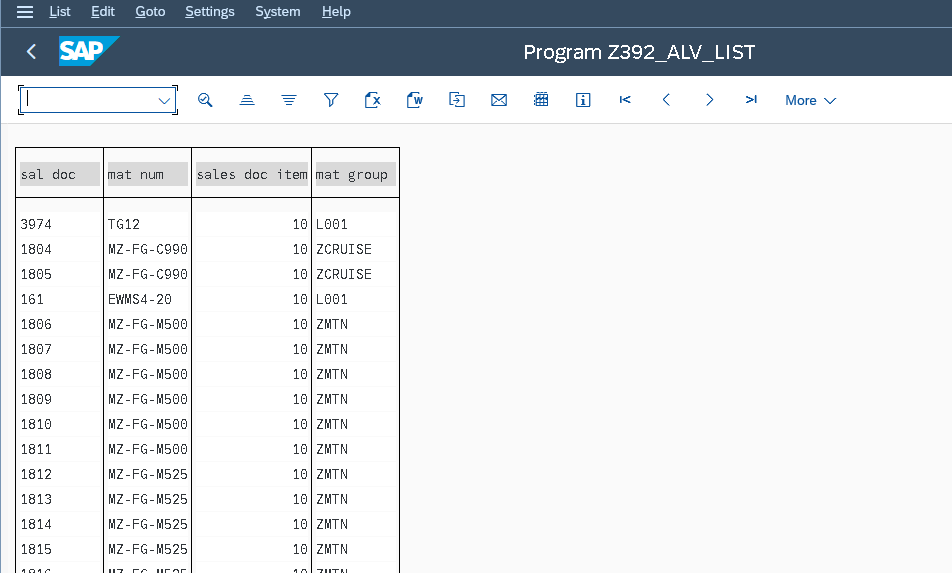 List Edit Goto Settings System Help
SAP Program Z392_ALV_LIST
More
sal doc mat num sales doc item mat group
3974 TG12 10 L001
1804 MZ-FG-C990 10 ZCRUISE
1805 MZ-FG-C990 10 ZCRUISE
161 EWMS4-20 10 L001
1806 MZ-FG-M500 10 ZMTN
1807 MZ-FG-M500 10 ZMTN
1808 MZ-FG-M500 10 ZMTN
1809 MZ-FG-M500 10 ZMTN
1810 MZ-FG-M500 10 ZMTN
1811 MZ-FG-M500 10 ZMTN
1812 MZ-FG-M525 10 ZMTN
1813 MZ-FG-M525 10 ZMTN
1814 MZ-FG-M525 10 ZMTN
1815 MZ-FG-M525 10 ZMTN